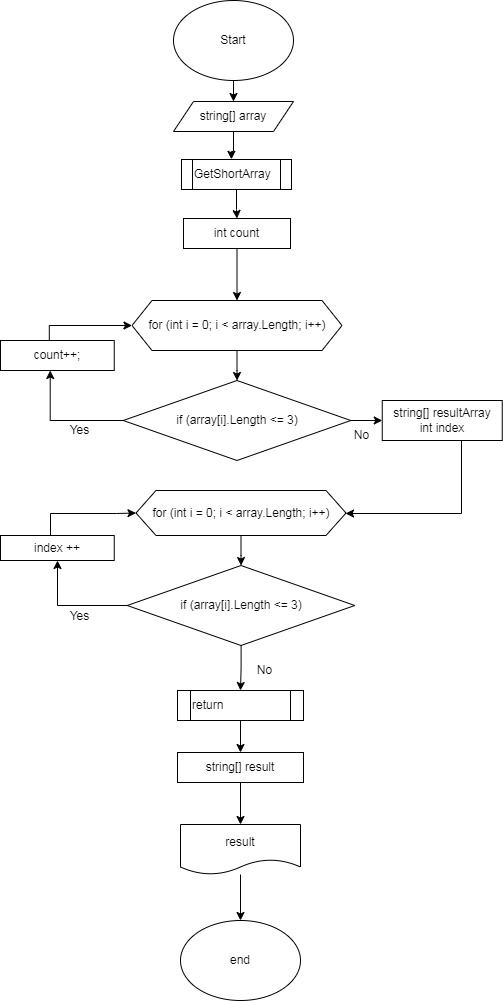 Start
string[] array
GetShortArray
int count
for (int i = 0; i < array.Length; i++)
count++;
if (array[i].Length <= 3)
Yes
No
string[] resultArray
int index
for (int i = 0; i < array.Length; i++)
index ++
if (array[i].Length <= 3)
Yes
No
return
string[] result
result
end